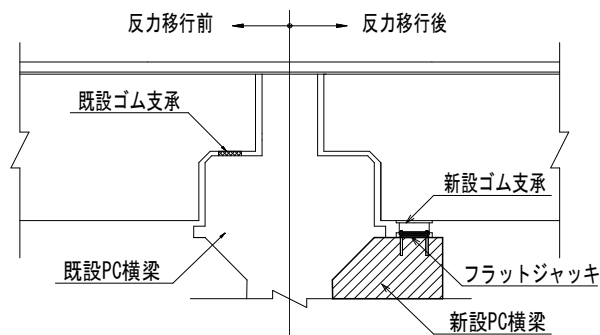 反力移行前
反力移行後
既設ゴム支承
新設ゴム支承
既設PC横梁
フラットジャッキ
新設PC横梁